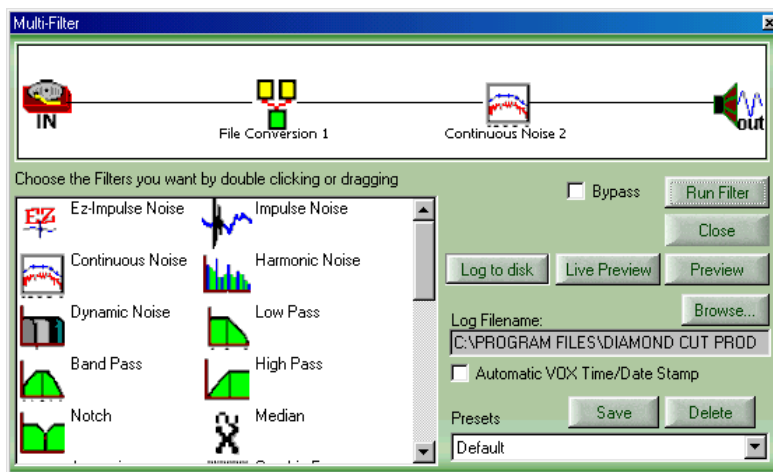 Multi-Filter
IN
File Conversion 1
Continuous Noise 2
out
Choose the Filters you want by double clicking or dragging
EZ
Ez-Impulse Noise
Impulse Noise
Continuous Noise
Harmonic Noise
Dynamic Noise
Low Pass
Band Pass
High Pass
Notch
Median
Bypass
Run Filter
Close
Log to disk
Live Preview
Preview
Browse...
Log Filename:
C:\PROGRAM FILES\DIAMOND CUT PROD
Automatic VOX Time/Date Stamp
Presets
Save
Delete
Default